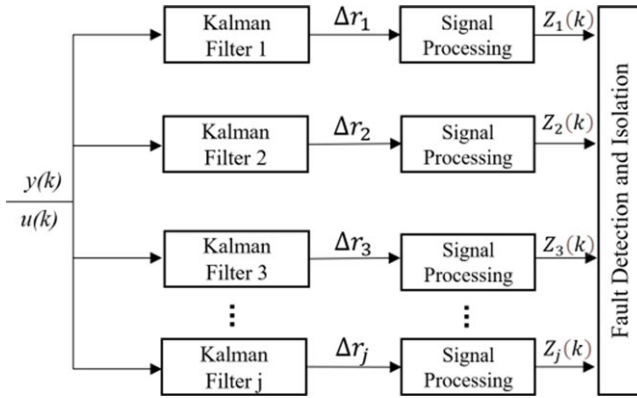 Kalman
Filter 1
Δr₁
Signal
Processing
Z₁(k)
Kalman
Filter 2
Δr₂
Signal
Processing
Z₂(k)
y(k)
u(k)
Kalman
Filter 3
Δr₃
Signal
Processing
Z₃(k)
⋮
⋮
Kalman
Filter j
Δrⱼ
Signal
Processing
Zⱼ(k)
Fault Detection and Isolation